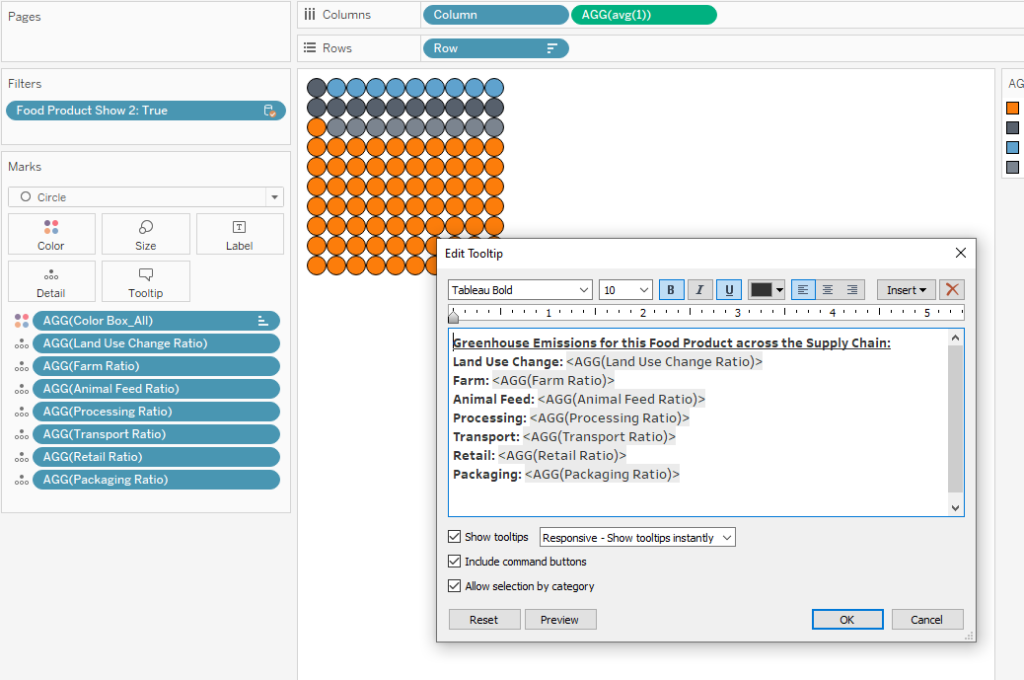 Pages
Columns
Column
AGG(avg(1))
Rows
Row
Filters
Food Product Show 2: True
Marks
Circle
Color
Size
Label
Detail
Tooltip
AGG(Color Box_All)
AGG(Land Use Change Ratio)
AGG(Farm Ratio)
AGG(Animal Feed Ratio)
AGG(Processing Ratio)
AGG(Transport Ratio)
AGG(Retail Ratio)
AGG(Packaging Ratio)
AG
Edit Tooltip
Tableau Bold
10
B
I
U
Insert
1 2 3 4 5
Greenhouse Emissions for this Food Product across the Supply Chain:
Land Use Change: <AGG(Land Use Change Ratio)>
Farm: <AGG(Farm Ratio)>
Animal Feed: <AGG(Animal Feed Ratio)>
Processing: <AGG(Processing Ratio)>
Transport: <AGG(Transport Ratio)>
Retail: <AGG(Retail Ratio)>
Packaging: <AGG(Packaging Ratio)>
Show tooltips
Responsive - Show tooltips instantly
Include command buttons
Allow selection by category
Reset
Preview
OK
Cancel